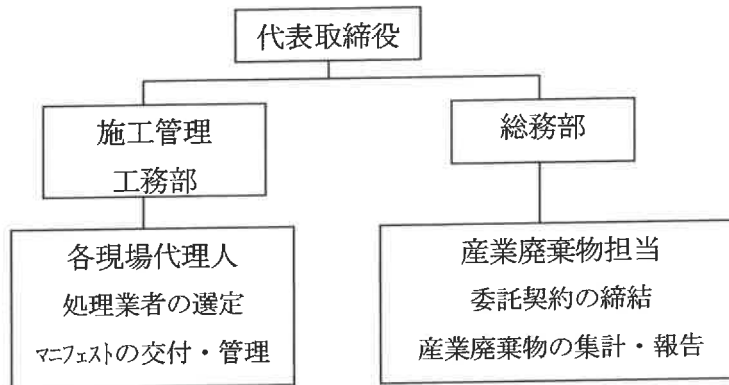 代表取締役
施工管理
工務部
総務部
各現場代理人
処理業者の選定
ﾏﾆﾌｪｽﾄの交付・管理
産業廃棄物担当
委託契約の締結
産業廃棄物の集計・報告